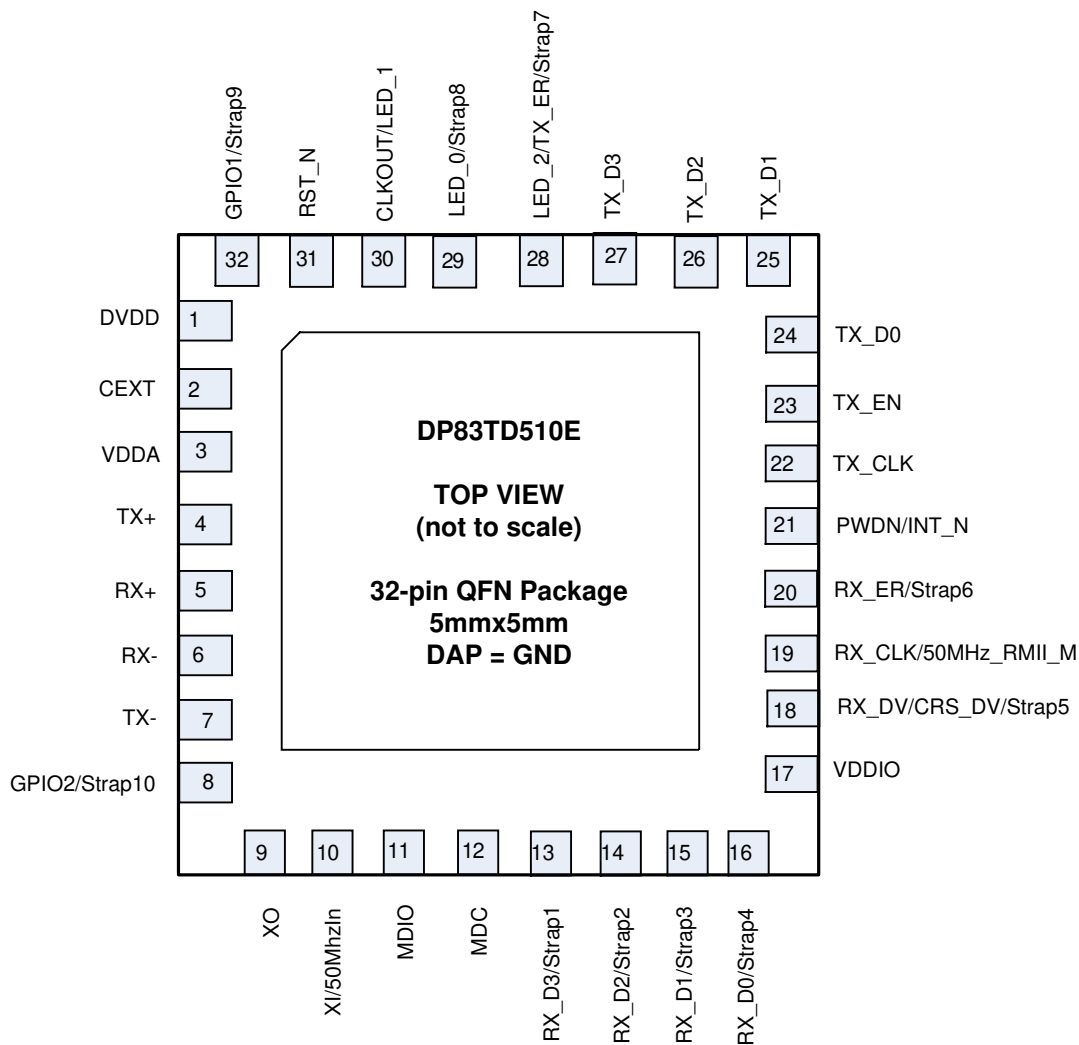 GPIO1/Strap9
RST_N
CLKOUT/LED_1
LED_0/Strap8
LED_2/TX_ER/Strap7
TX_D3
TX_D2
TX_D1
32
31
30
29
28
27
26
25
DVDD
1
CEXT
2
VDDA
3
TX+
4
RX+
5
RX-
6
TX-
7
GPIO2/Strap10
8
DP83TD510E
TOP VIEW
(not to scale)
32-pin QFN Package
5mmx5mm
DAP = GND
24
TX_D0
23
TX_EN
22
TX_CLK
21
PWDN/INT_N
20
RX_ER/Strap6
19
RX_CLK/50MHz_RMII_M
18
RX_DV/CRS_DV/Strap5
17
VDDIO
9
10
11
12
13
14
15
16
XO
XI/50MhzIn
MDIO
MDC
RX_D3/Strap1
RX_D2/Strap2
RX_D1/Strap3
RX_D0/Strap4